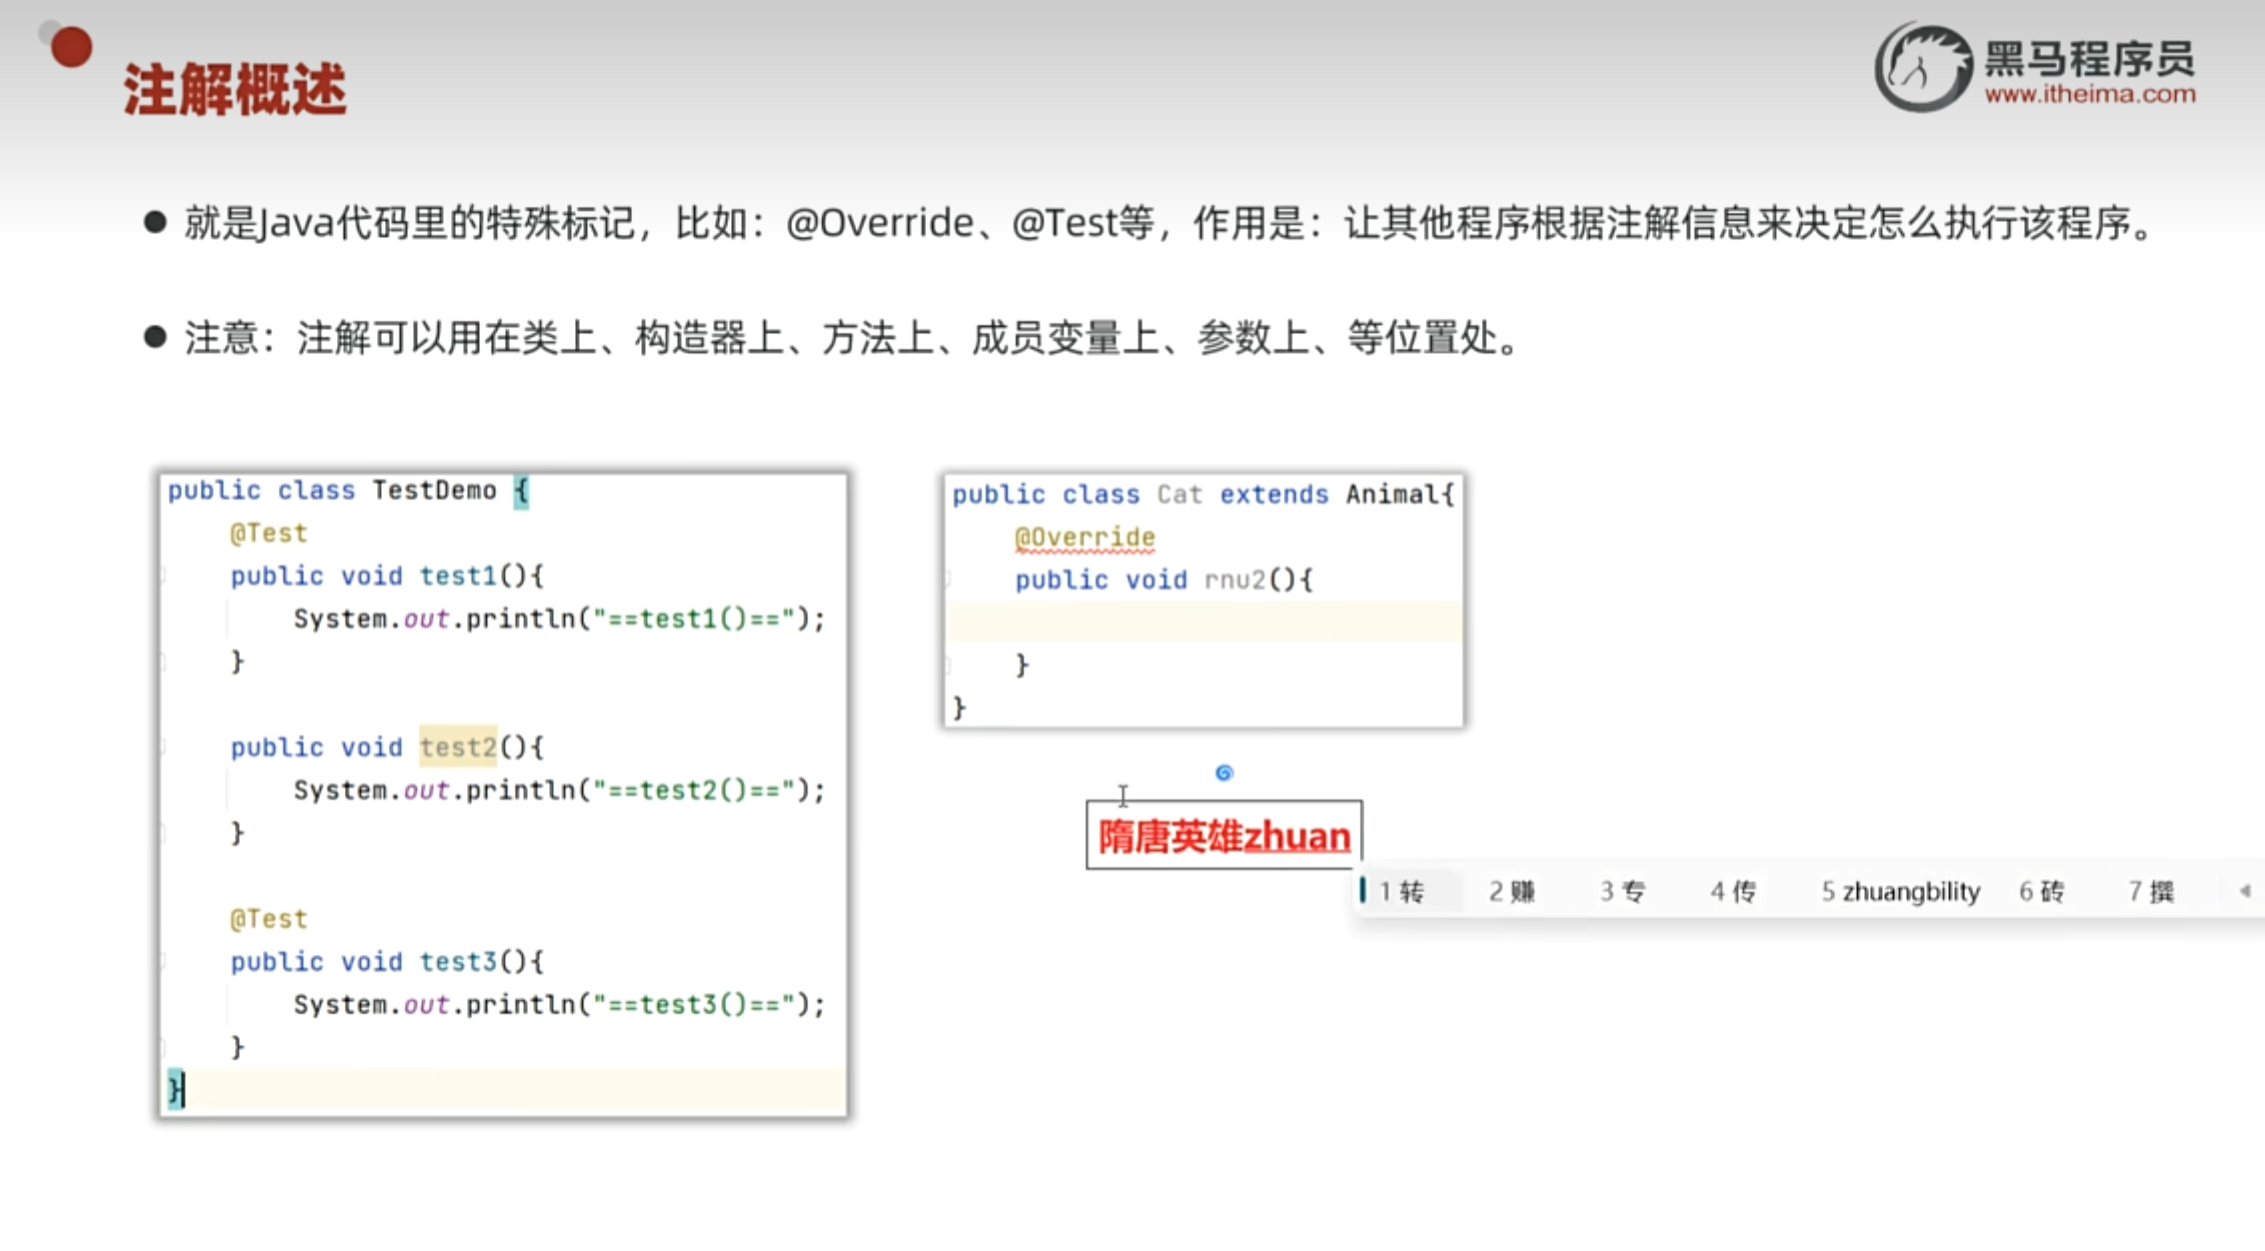 注解概述
黑马程序员
www.itheima.com
就是Java代码里的特殊标记，比如：@Override、@Test等，作用是：让其他程序根据注解信息来决定怎么执行该程序。
注意：注解可以用在类上、构造器上、方法上、成员变量上、参数上、等位置处。
public class TestDemo {
@Test
public void test1(){
System.out.println("==test1()==");
}
public void test2(){
System.out.println("==test2()==");
}
@Test
public void test3(){
System.out.println("==test3()==");
}
}
public class Cat extends Animal{
@Override
public void rnu2(){
}
}
隋唐英雄zhuan
1 转 2 赚 3 专 4 传 5 zhuangbility 6 砖 7 撰